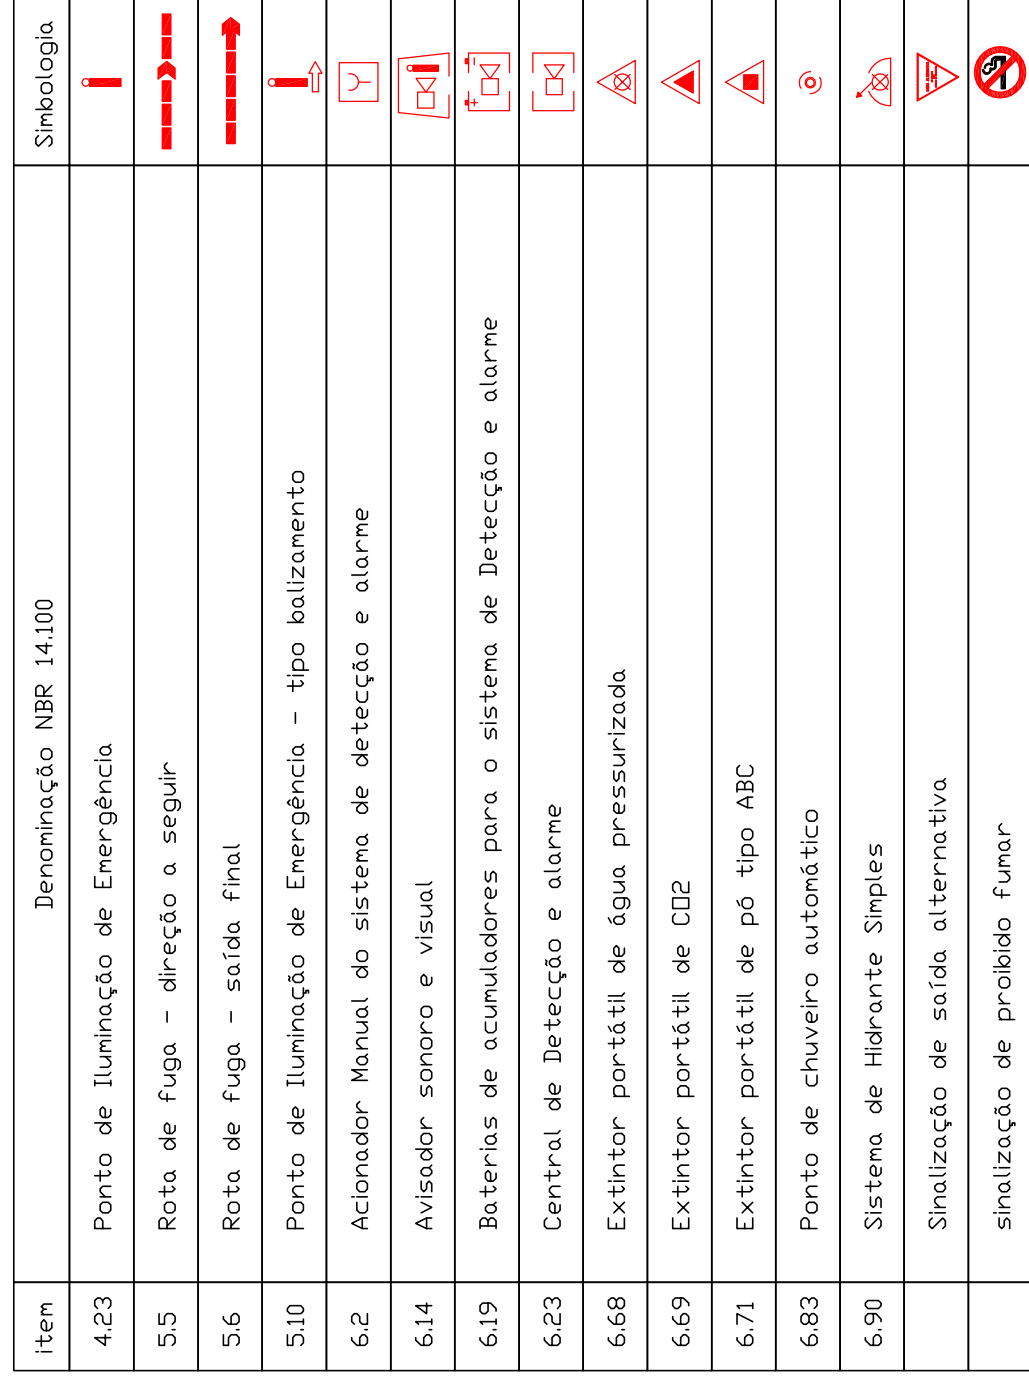 item Denominação NBR 14.100 Simbologia
4.23 Ponto de Iluminação de Emergência
5.5 Rota de fuga - direção a seguir
5.6 Rota de fuga - saída final
5.10 Ponto de Iluminação de Emergência - tipo balizamento
6.2 Acionador Manual do sistema de detecção e alarme
6.14 Avisador sonoro e visual
6.19 Baterias de acumuladores para o sistema de Detecção e alarme
6.23 Central de Detecção e alarme
6.68 Extintor portátil de água pressurizada
6.69 Extintor portátil de CO2
6.71 Extintor portátil de pó tipo ABC
6.83 Ponto de chuveiro automático
6.90 Sistema de Hidrante Simples
Sinalização de saída alternativa
sinalização de proibido fumar